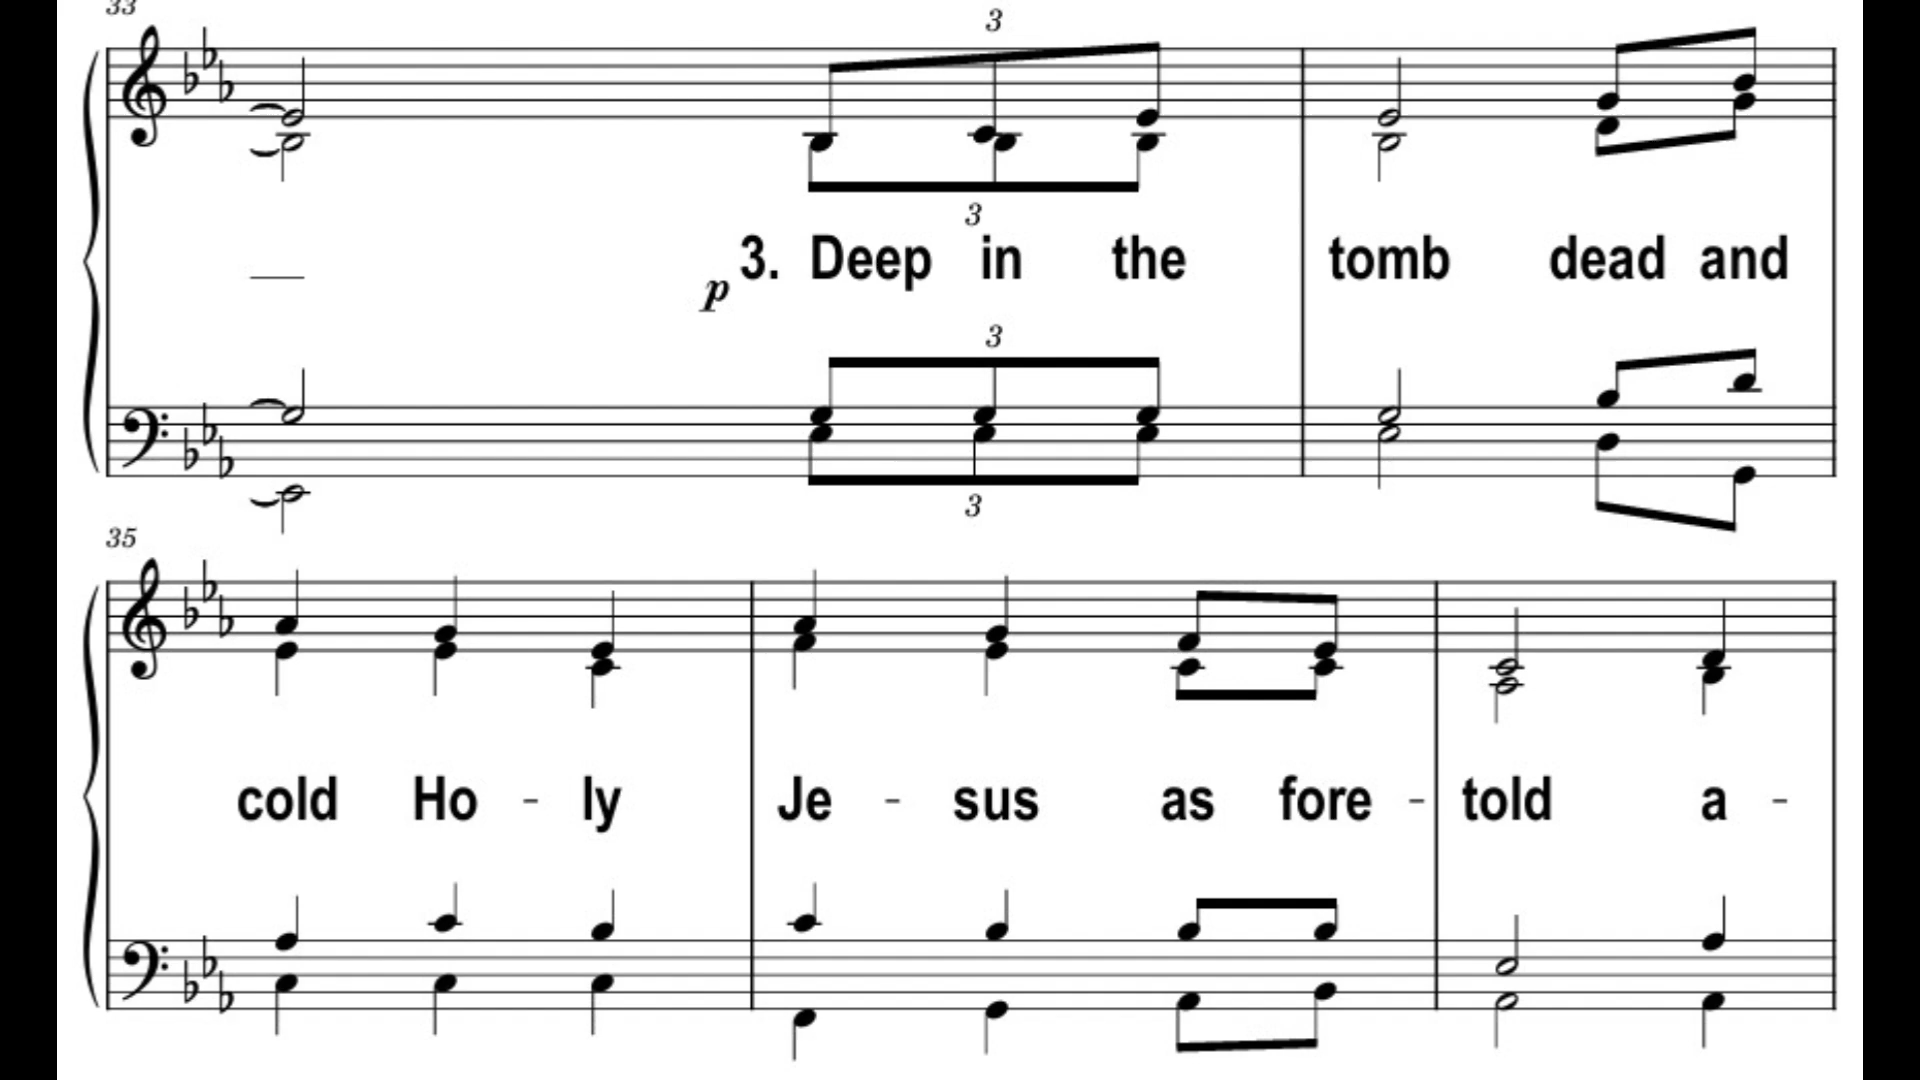 33
3
3
3. Deep in the tomb dead and
p
3
3
35
cold Ho - ly Je - sus as fore - told a -